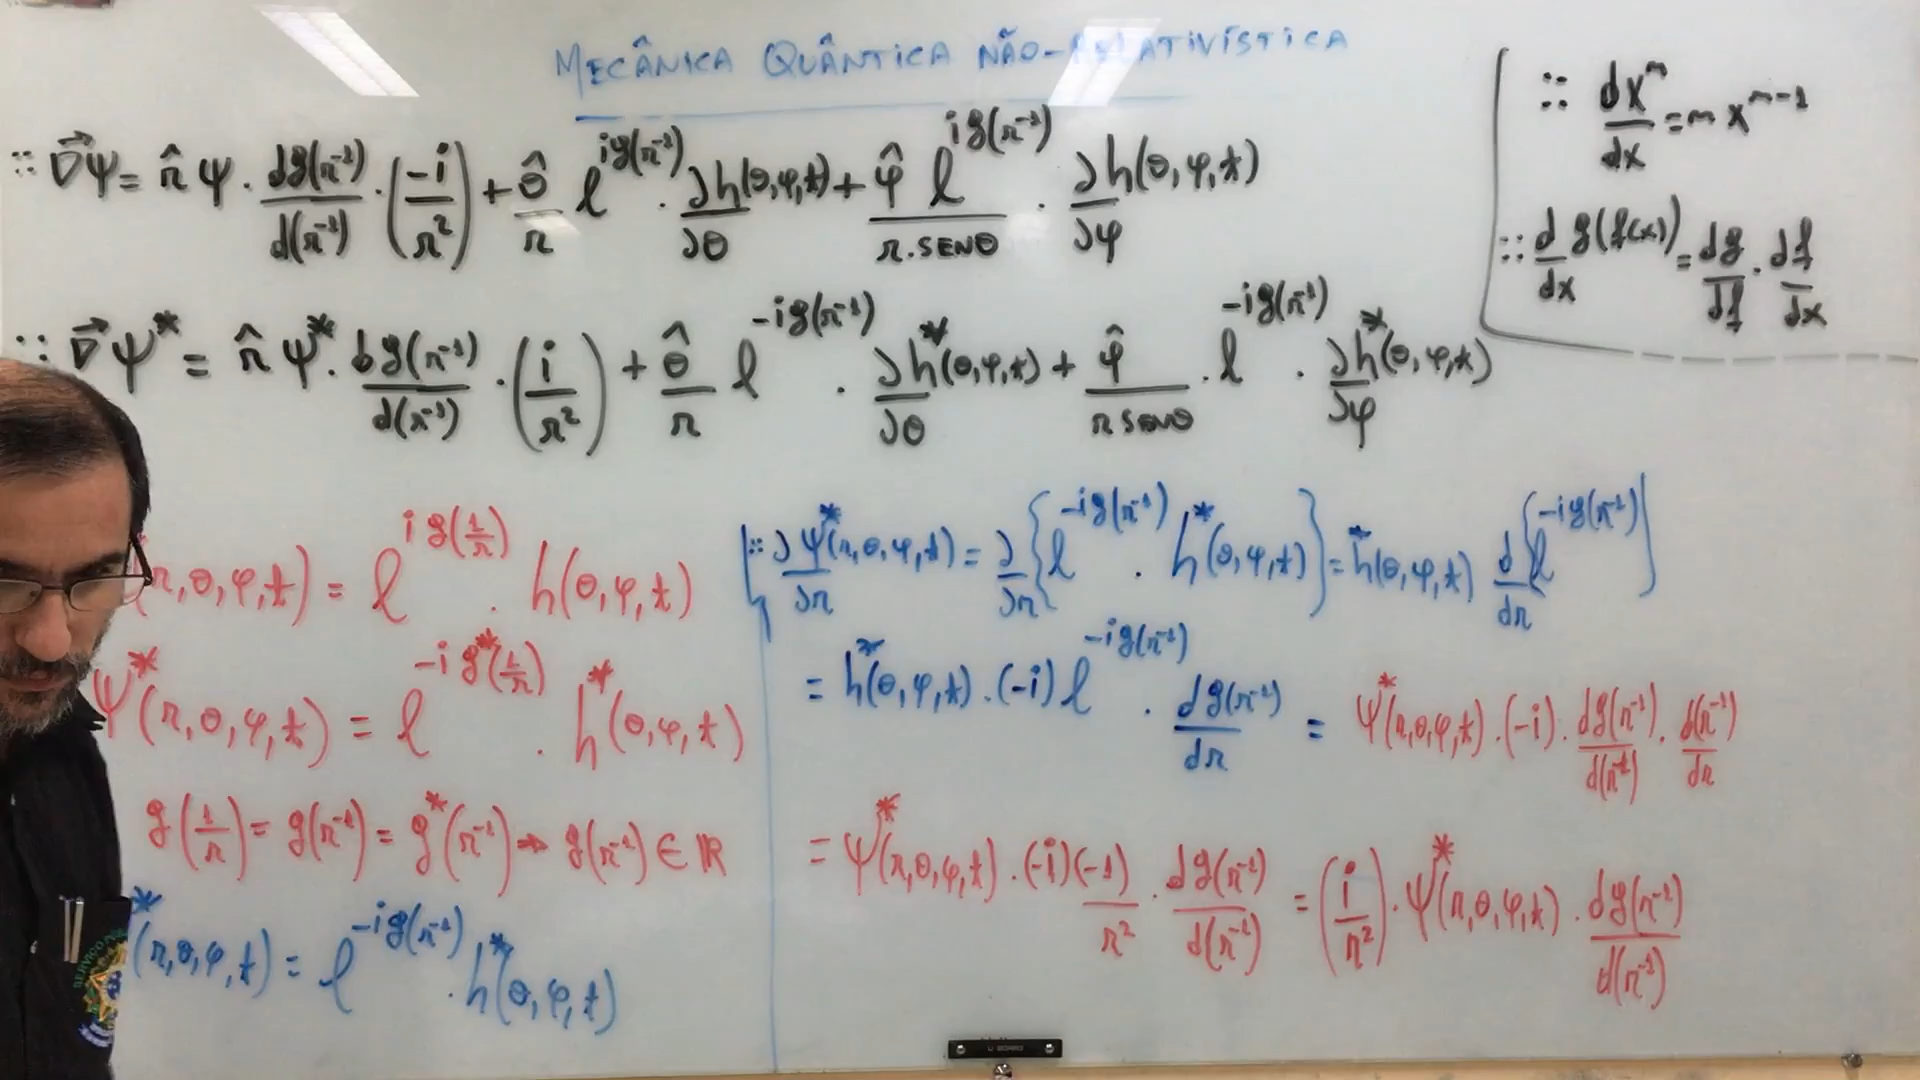 MECÂNICA QUÂNTICA NÃO-RELATIVÍSTICA
∷ ∇⃗ψ = r̂ ψ · dg(r⁻¹)/d(r⁻¹) · (-i/r²) + θ̂/r e^{ig(r⁻¹)} · ∂h(θ,φ,t)/∂θ + φ̂ e^{ig(r⁻¹)}/(r.SENθ) · ∂h(θ,φ,t)/∂φ
∷ ∇⃗ψ* = r̂ ψ* · dg(r⁻¹)/d(r⁻¹) · (i/r²) + θ̂/r e^{-ig(r⁻¹)} · ∂h*(θ,φ,t)/∂θ + φ̂/(r SENθ) · e^{-ig(r⁻¹)} · ∂h*(θ,φ,t)/∂φ
∷ dxⁿ/dx = n xⁿ⁻¹
∷ d/dx g(f(x)) = dg/df · df/dx
(r,θ,φ,t) = e^{ig(1/r)} · h(θ,φ,t)
ψ*(r,θ,φ,t) = e^{-ig*(1/r)} · h*(θ,φ,t)
g(1/r) = g(r⁻¹) = g*(r⁻¹) → g(r⁻¹) ∈ ℝ
*(r,θ,φ,t) = e^{-ig(r⁻¹)} · h*(θ,φ,t)
∷ ∂ψ*(r,θ,φ,t)/∂r = ∂/∂r {e^{-ig(r⁻¹)} · h*(θ,φ,t)} = h*(θ,φ,t) d/dr {e^{-ig(r⁻¹)}}
= h*(θ,φ,t) · (-i) e^{-ig(r⁻¹)} · dg(r⁻¹)/dr = ψ*(r,θ,φ,t) · (-i) · dg(r⁻¹)/d(r⁻¹) · d(r⁻¹)/dr
= ψ*(r,θ,φ,t) · (-i)(-1)/r² · dg(r⁻¹)/d(r⁻¹) = (i/r²) · ψ*(r,θ,φ,t) · dg(r⁻¹)/d(r⁻¹)